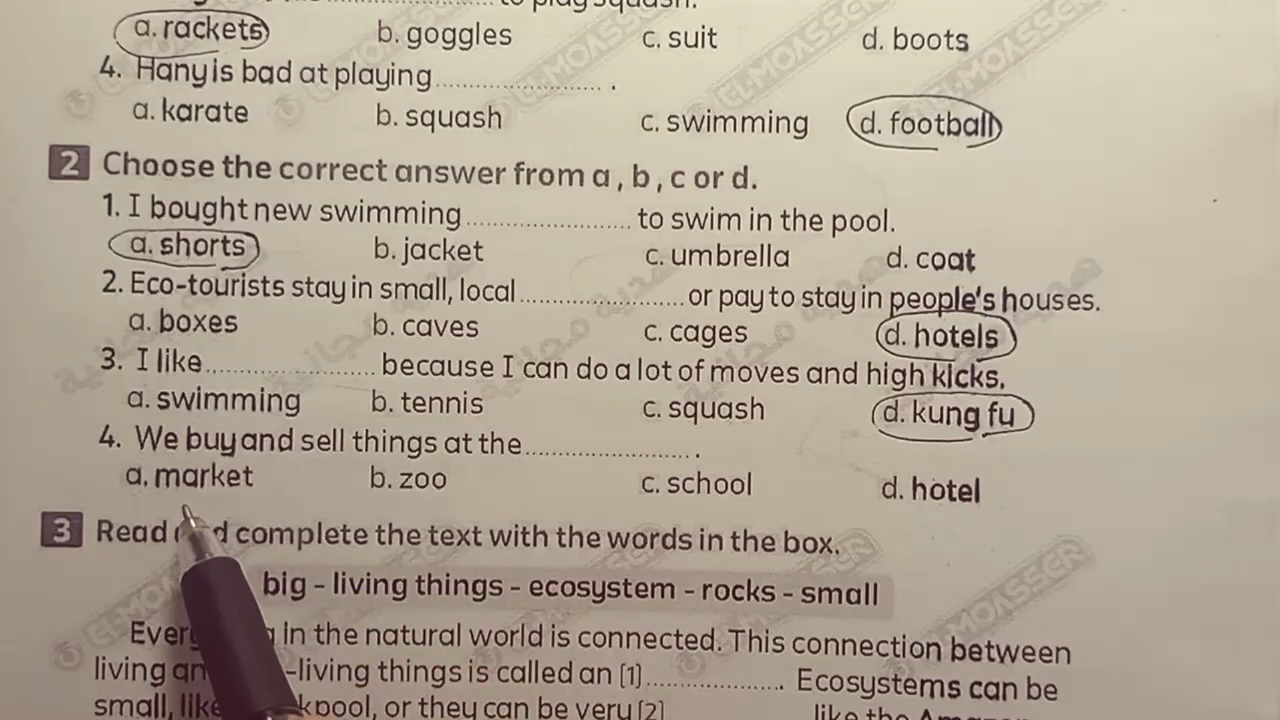 to play squash.
a. rackets b. goggles c. suit d. boots
4. Hany is bad at playing ........................ .
a. karate b. squash c. swimming d. football
2 Choose the correct answer from a , b , c or d.
1. I bought new swimming ........................ to swim in the pool.
a. shorts b. jacket c. umbrella d. coat
2. Eco-tourists stay in small, local ........................ or pay to stay in people's houses.
a. boxes b. caves c. cages d. hotels
3. I like ........................ because I can do a lot of moves and high kicks.
a. swimming b. tennis c. squash d. kung fu
4. We buy and sell things at the ........................ .
a. market b. zoo c. school d. hotel
3 Read complete the text with the words in the box.
big - living things - ecosystem - rocks - small
in the natural world is connected. This connection between
living -living things is called an (1) .................... . Ecosystems can be
small, like pool, or they can be very (2) like the